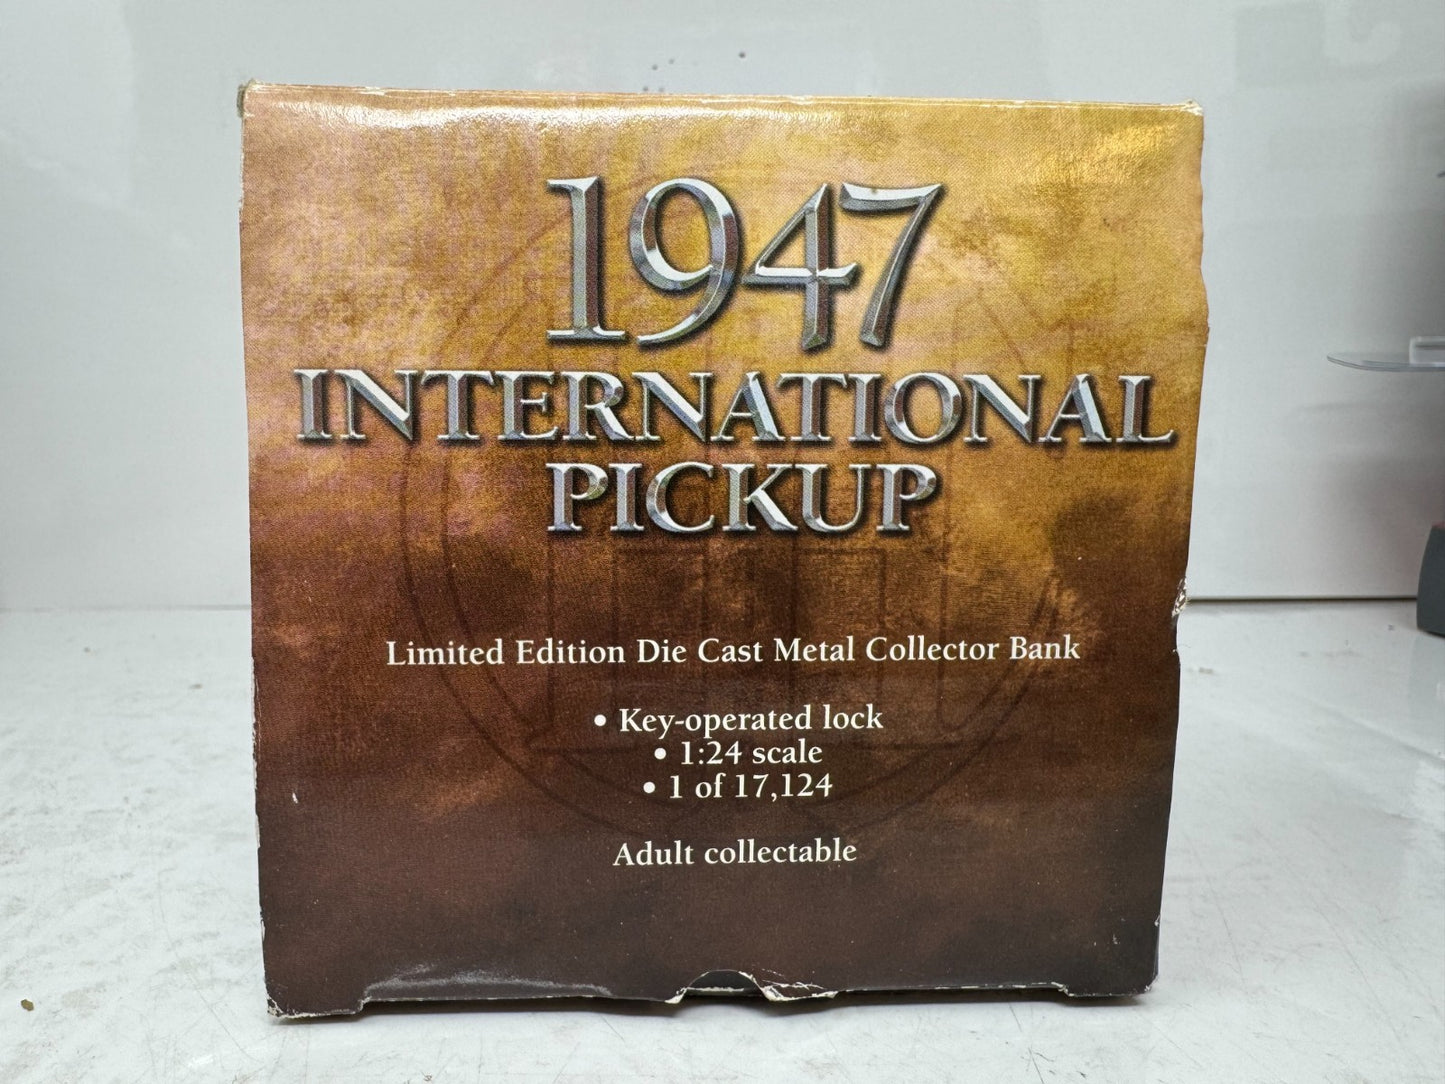 1947
INTERNATIONAL
PICKUP
Limited Edition Die Cast Metal Collector Bank
• Key-operated lock
• 1:24 scale
• 1 of 17,124
Adult collectable